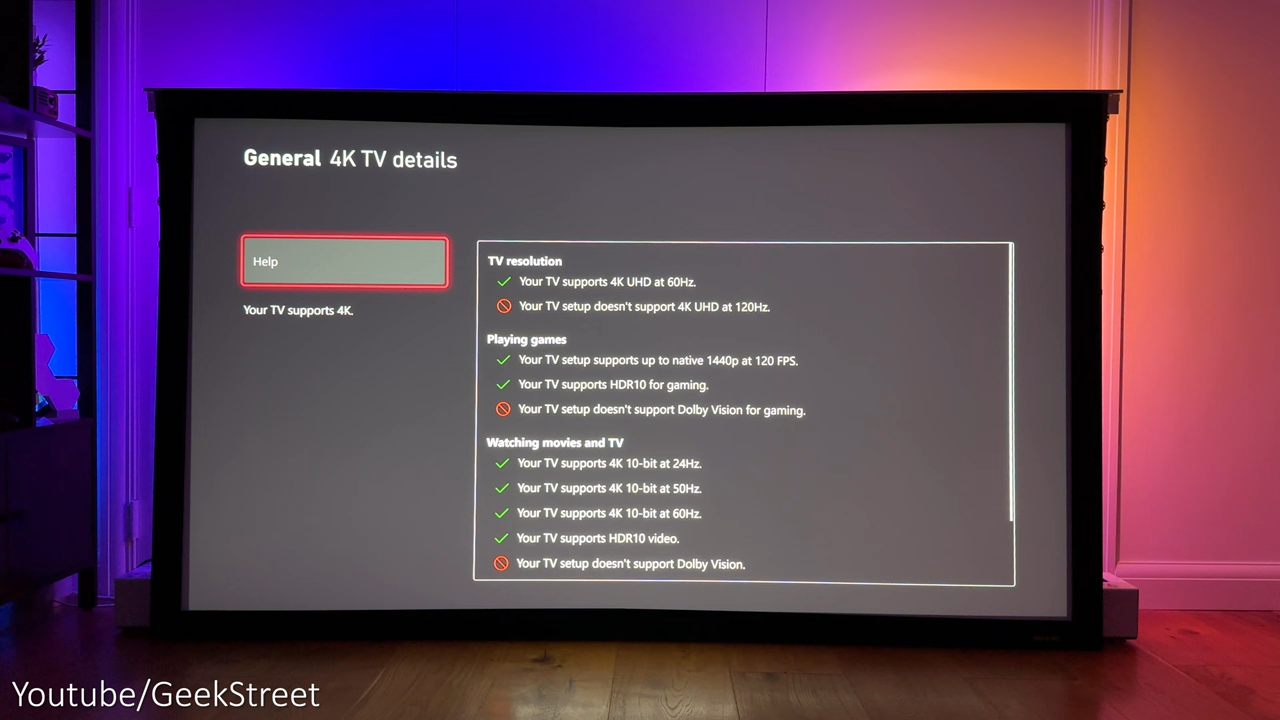 General 4K TV details
Help
Your TV supports 4K.
TV resolution
Your TV supports 4K UHD at 60Hz.
Your TV setup doesn't support 4K UHD at 120Hz.
Playing games
Your TV setup supports up to native 1440p at 120 FPS.
Your TV supports HDR10 for gaming.
Your TV setup doesn't support Dolby Vision for gaming.
Watching movies and TV
Your TV supports 4K 10-bit at 24Hz.
Your TV supports 4K 10-bit at 50Hz.
Your TV supports 4K 10-bit at 60Hz.
Your TV supports HDR10 video.
Your TV setup doesn't support Dolby Vision.
Youtube/GeekStreet